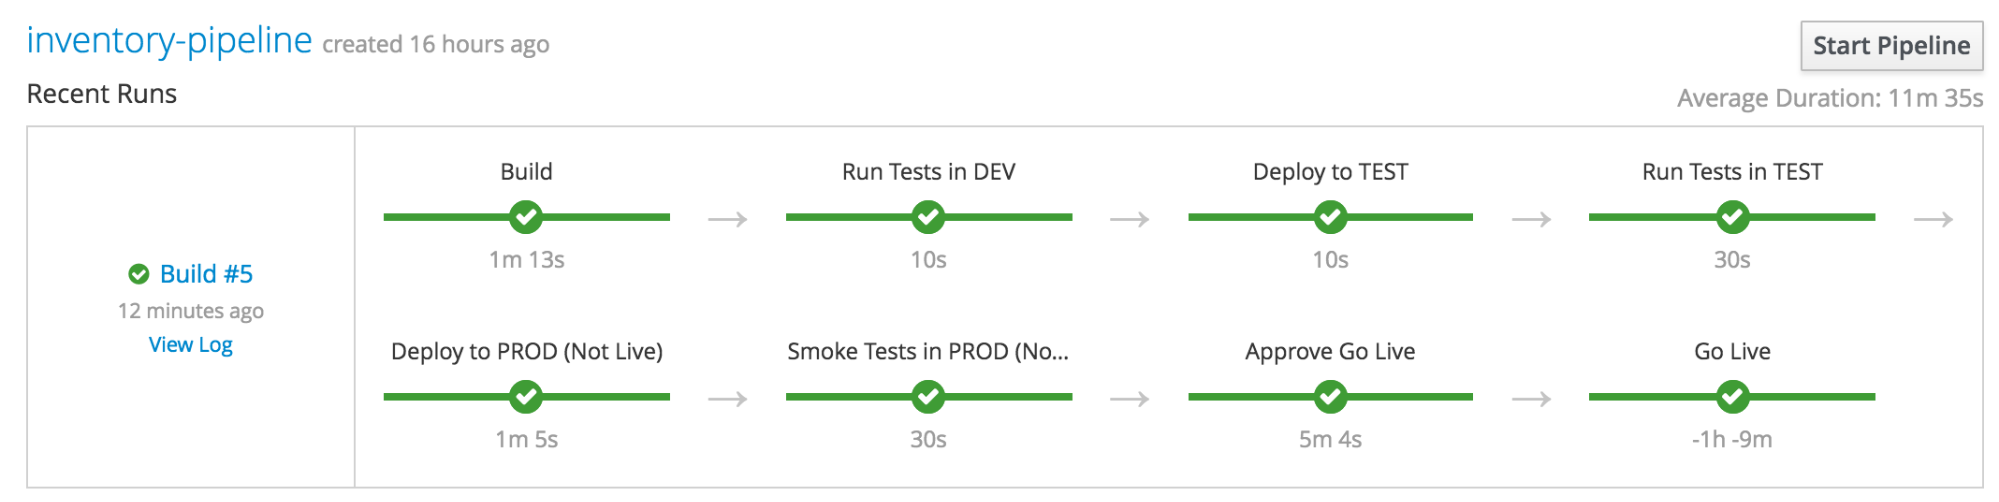 inventory-pipeline created 16 hours ago
Start Pipeline
Recent Runs
Average Duration: 11m 35s
Build #5
12 minutes ago
View Log
Build
Run Tests in DEV
Deploy to TEST
Run Tests in TEST
1m 13s
10s
10s
30s
Deploy to PROD (Not Live)
Smoke Tests in PROD (No...
Approve Go Live
Go Live
1m 5s
30s
5m 4s
-1h -9m